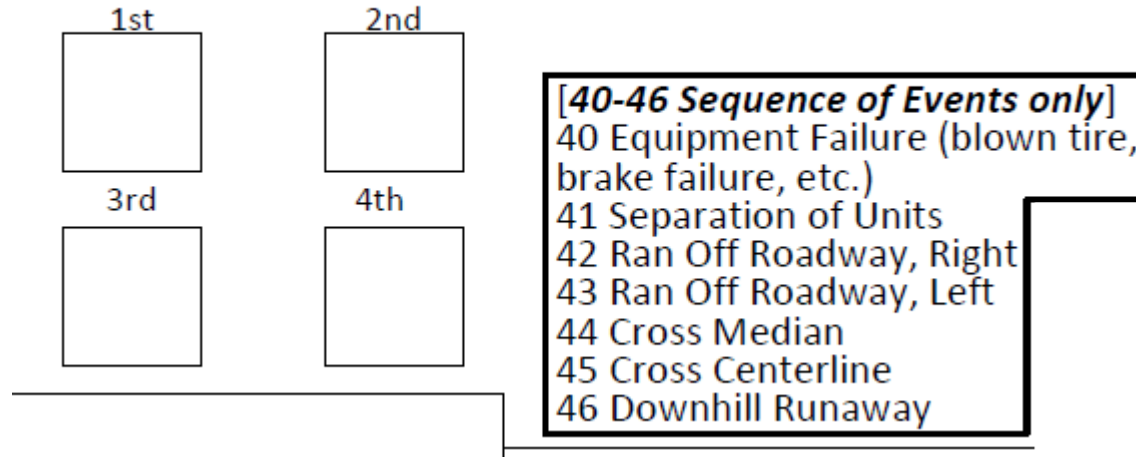 1st 2nd
3rd 4th
[40-46 Sequence of Events only]
40 Equipment Failure (blown tire,
brake failure, etc.)
41 Separation of Units
42 Ran Off Roadway, Right
43 Ran Off Roadway, Left
44 Cross Median
45 Cross Centerline
46 Downhill Runaway